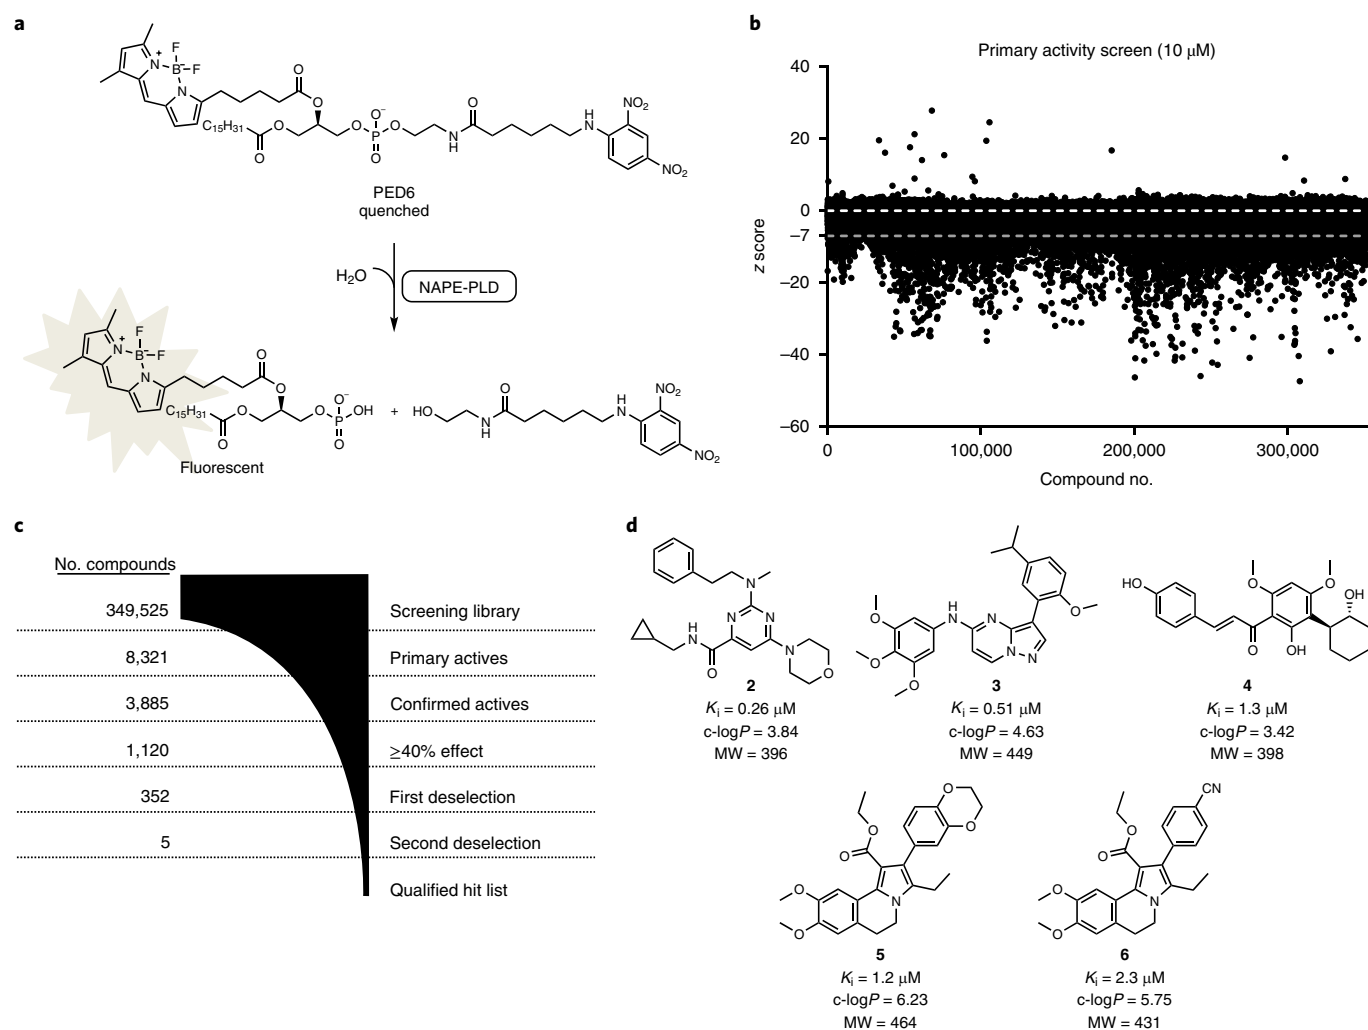 a
F
+
N
B–
F
N
O
O
O
NO2
O–
C15H31
O
O
P
O
N
H
H
N
O
O
NO2
PED6
quenched
H2O
NAPE-PLD
F
+
N
B–
F
N
O
O
O
NO2
O–
C15H31
O
O
P
OH
+
HO
N
H
H
N
O
O
NO2
Fluorescent
b
Primary activity screen (10 μM)
40
20
0
–7
–20
–40
–60
z score
0
100,000
200,000
300,000
Compound no.
c
No. compounds
349,525
Screening library
8,321
Primary actives
3,885
Confirmed actives
1,120
≥40% effect
352
First deselection
5
Second deselection
Qualified hit list
d
N
N
N
H
N
O
N
O
2
Ki = 0.26 μM
c-logP = 3.84
MW = 396
H
N
N
O
O
O
O
N
N
3
Ki = 0.51 μM
c-logP = 4.63
MW = 449
HO
O
O
OH
O
OH
4
Ki = 1.3 μM
c-logP = 3.42
MW = 398
O
O
O
O
O
O
N
5
Ki = 1.2 μM
c-logP = 6.23
MW = 464
CN
O
O
O
O
N
6
Ki = 2.3 μM
c-logP = 5.75
MW = 431